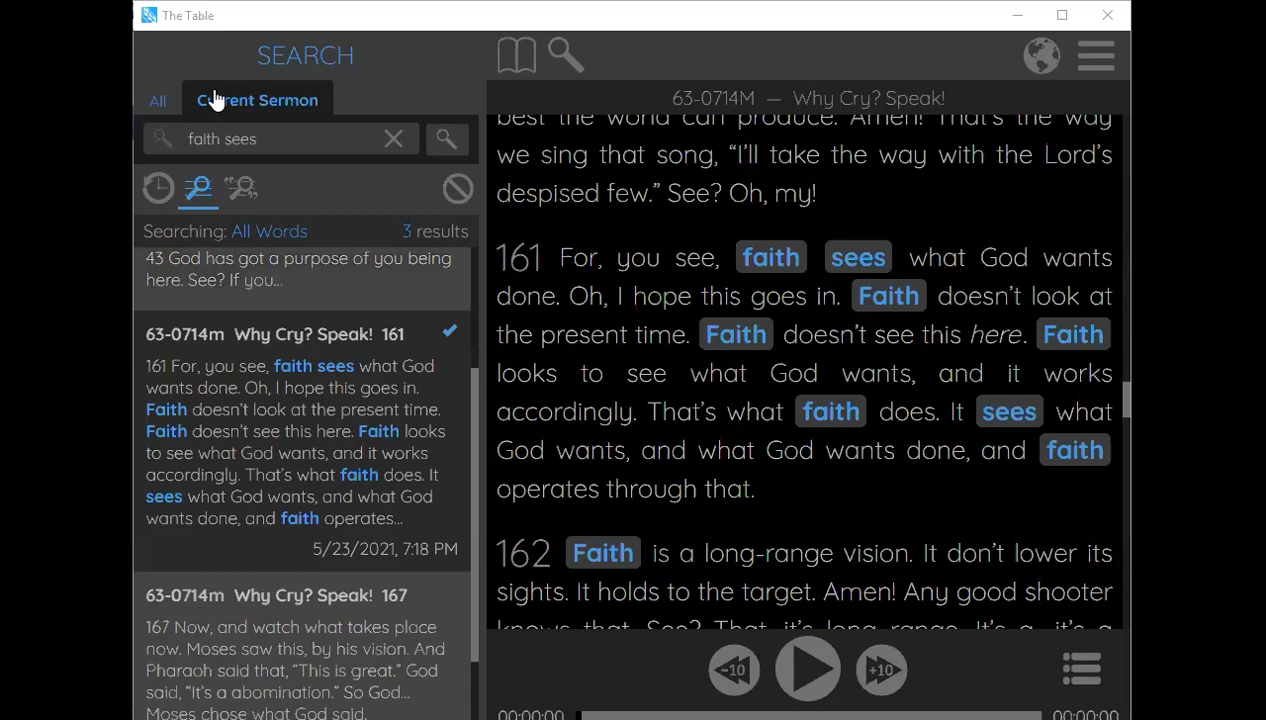 The Table
SEARCH
All
Current Sermon
faith sees
Searching: All Words 3 results
43 God has got a purpose of you being
here. See? If you...
63-0714m Why Cry? Speak! 161
161 For, you see, faith sees what God
wants done. Oh, I hope this goes in.
Faith doesn't look at the present time.
Faith doesn't see this here. Faith looks
to see what God wants, and it works
accordingly. That's what faith does. It
sees what God wants, and what God
wants done, and faith operates...
5/23/2021, 7:18 PM
63-0714m Why Cry? Speak! 167
167 Now, and watch what takes place
now. Moses saw this, by his vision. And
Pharaoh said that, “This is great.” God
said, “It's a abomination.” So God...
Moses chose what God said.
63-0714M — Why Cry? Speak!
best the world can produce. Amen! That's the way
we sing that song, “I'll take the way with the Lord's
despised few.” See? Oh, my!
161 For, you see, faith sees what God wants
done. Oh, I hope this goes in. Faith doesn't look at
the present time. Faith doesn't see this here. Faith
looks to see what God wants, and it works
accordingly. That's what faith does. It sees what
God wants, and what God wants done, and faith
operates through that.
162 Faith is a long-range vision. It don't lower its
sights. It holds to the target. Amen! Any good shooter
knows that. See? That it's long range. It's a, it's a
-10
+10
00:00:00
00:00:00